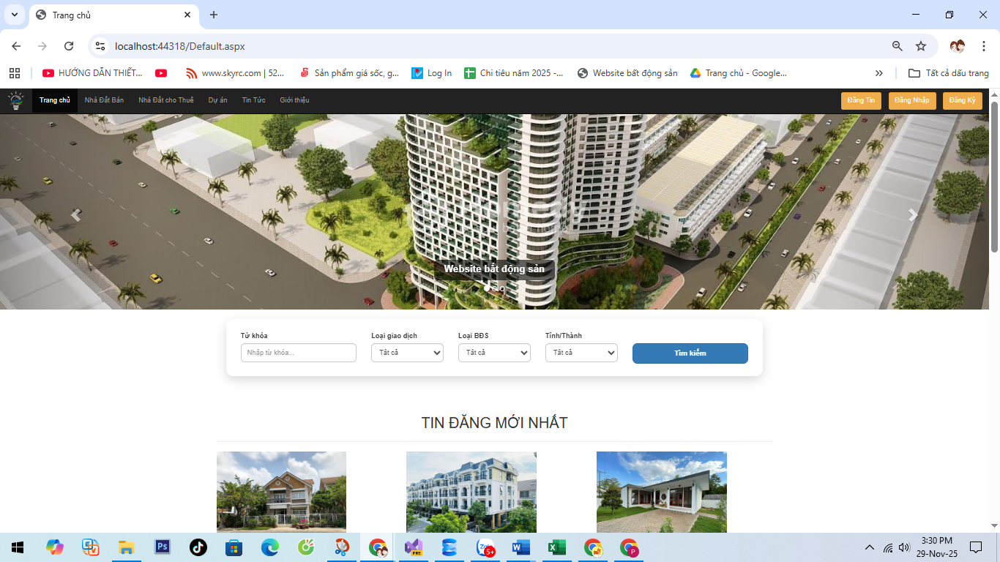 Trang chủ
localhost:44318/Default.aspx
HƯỚNG DẪN THIẾT...
www.skyrc.com | 52...
Sản phẩm giá sốc, g...
Log In
Chi tiêu năm 2025 -...
Website bất động sản
Trang chủ - Google...
Tất cả dấu trang
Trang chủ
Nhà Đất Bán
Nhà Đất cho Thuê
Dự án
Tin Tức
Giới thiệu
Đăng Tin
Đăng Nhập
Đăng Ký
Website bất động sản
Từ khóa
Loại giao dịch
Loại BĐS
Tỉnh/Thành
Nhập từ khóa...
Tất cả
Tất cả
Tất cả
Tìm kiếm
TIN ĐĂNG MỚI NHẤT
Ps
PRE
5+
3:30 PM
29-Nov-25